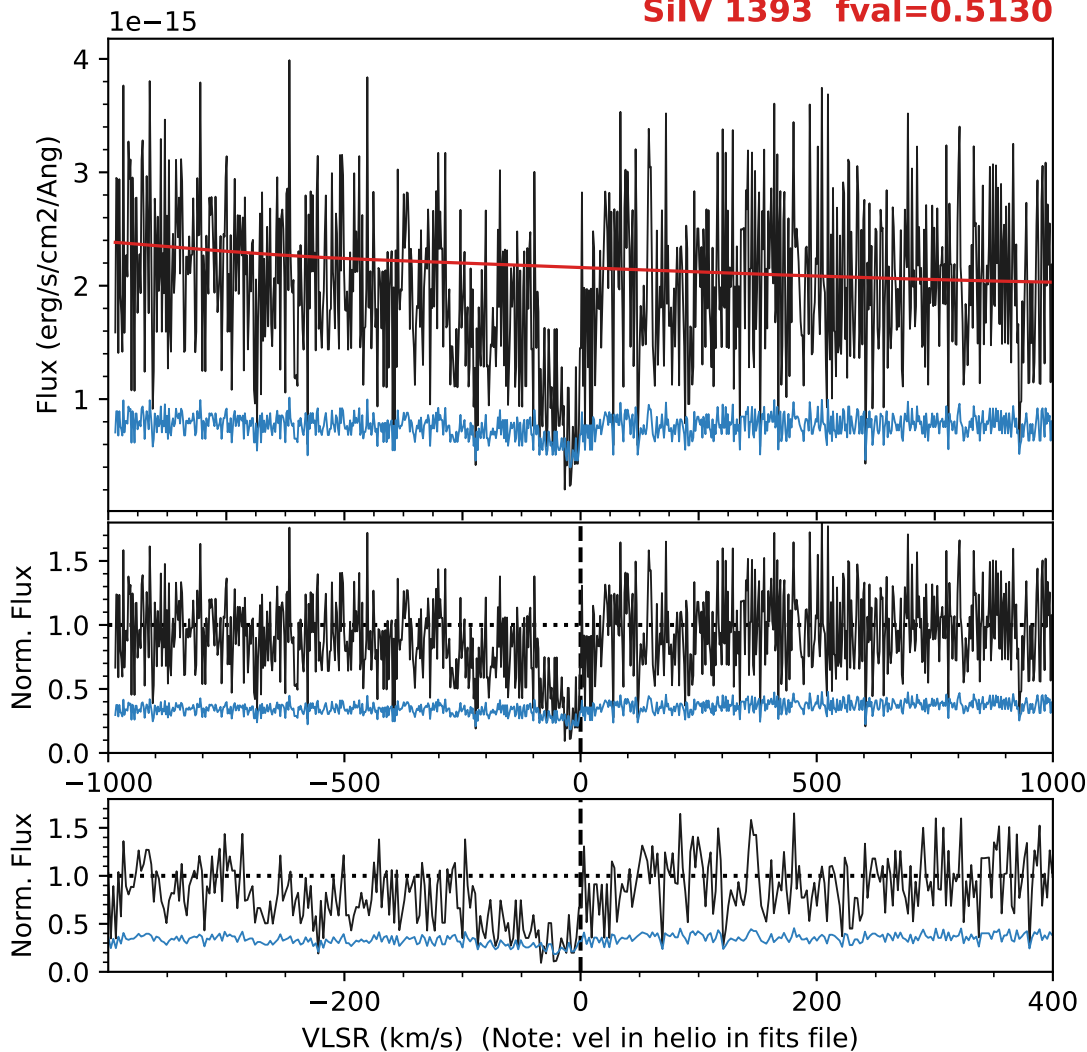 1e−15
SiIV 1393 fval=0.5130
4
3
2
1
Flux (erg/s/cm2/Ang)
1.5
1.0
0.5
0.0
Norm. Flux
−1000 −500 0 500 1000
1.5
1.0
0.5
0.0
Norm. Flux
−200 0 200 400
VLSR (km/s) (Note: vel in helio in fits file)